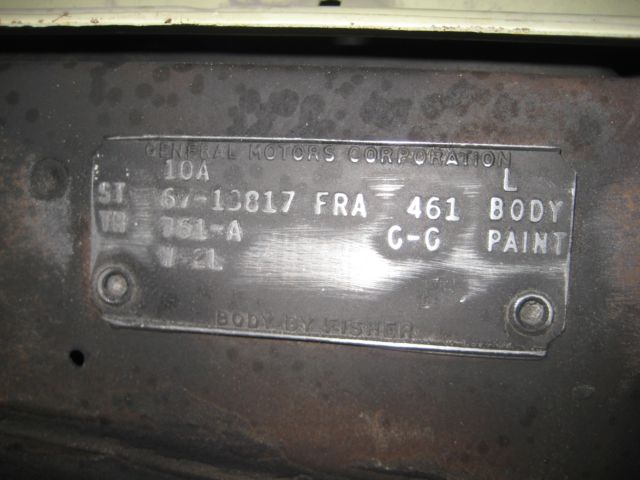 GENERAL MOTORS CORPORATION
10A L
ST 67-13817 FRA 461 BODY
TR 761-A C-C PAINT
W 2L
BODY BY FISHER